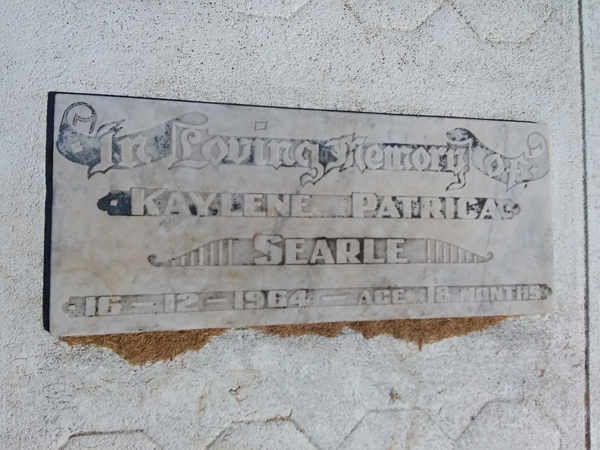 In Loving Memory of
KAYLENE PATRICA
SEARLE
16 — 12 — 1964 — AGE 18 MONTHS